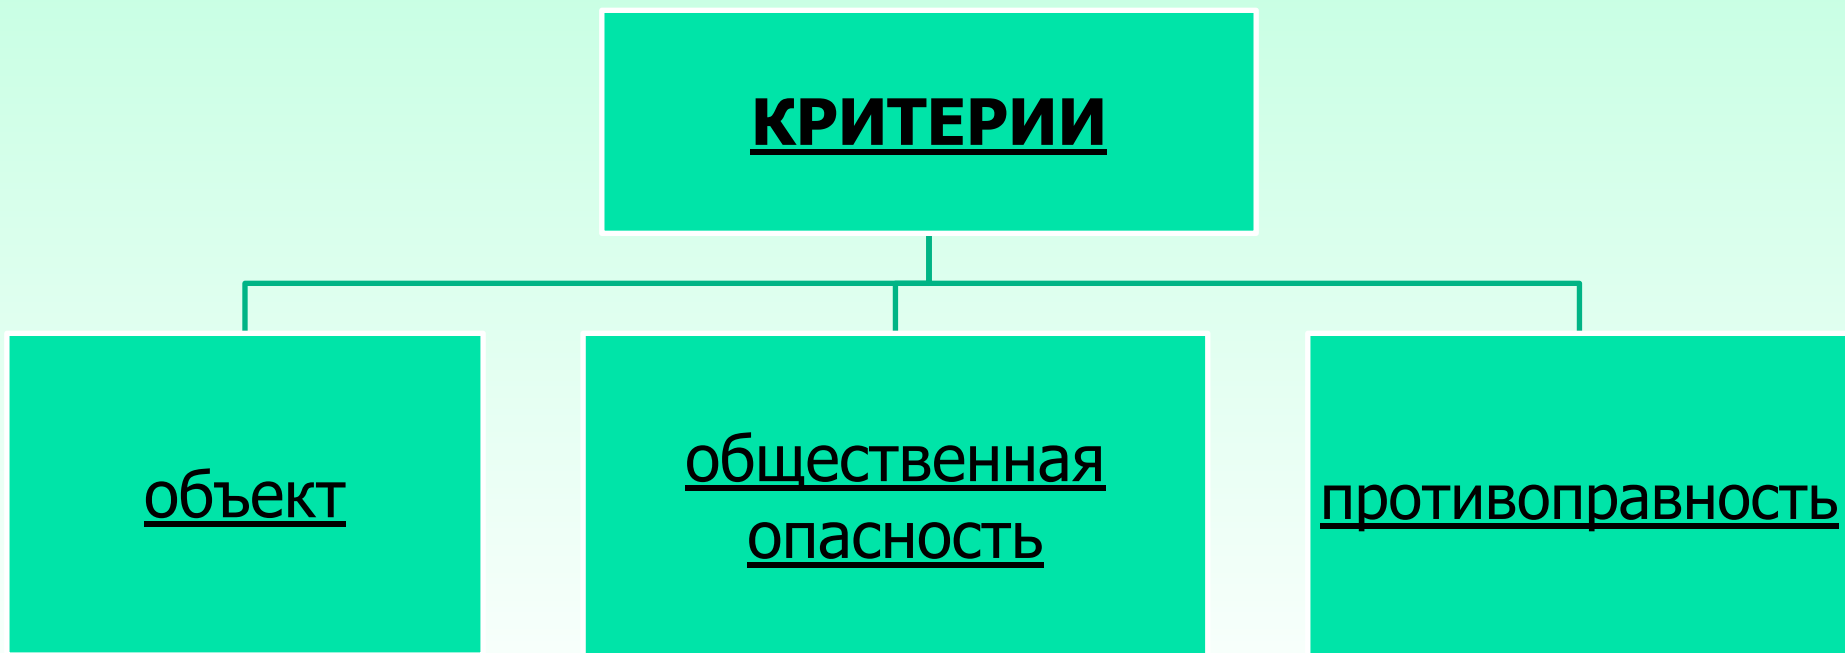 КРИТЕРИИ
объект
общественная
опасность
противоправность